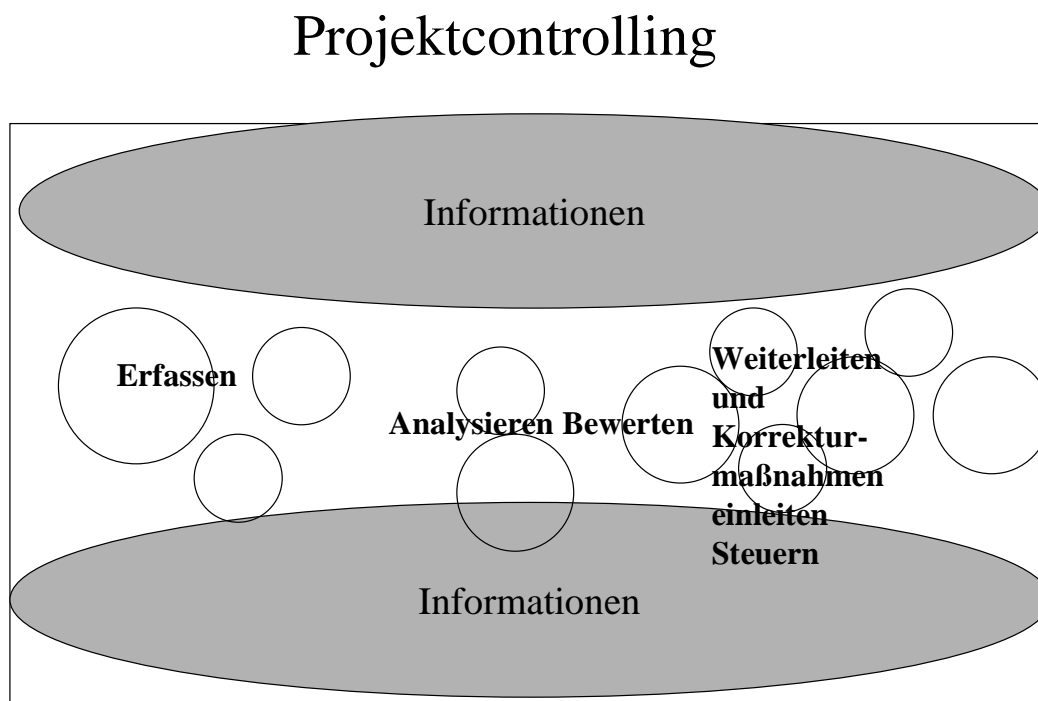 Projektcontrolling
Informationen
Erfassen
Analysieren Bewerten
Weiterleiten
und
Korrektur-
maßnahmen
einleiten
Steuern
Informationen